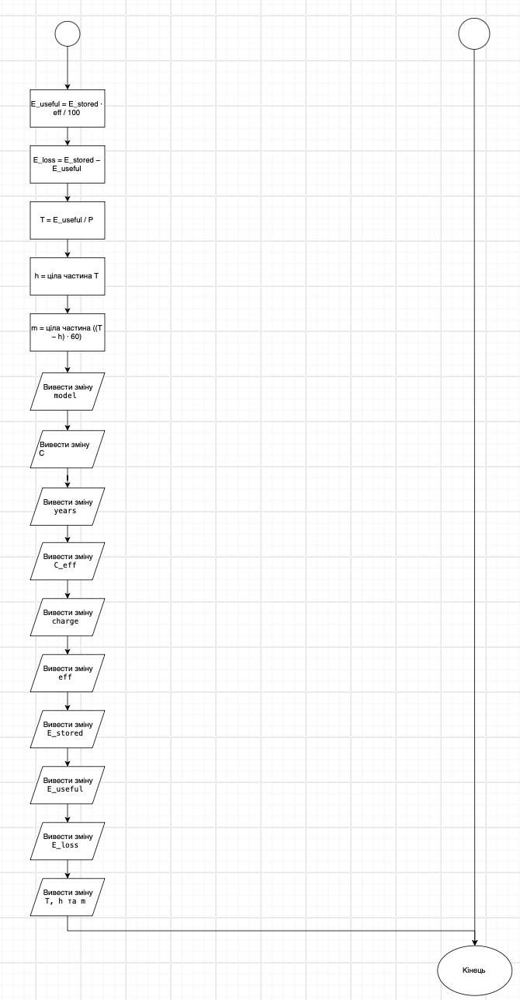 E_useful = E_stored ·
eff / 100
E_loss = E_stored –
E_useful
T = E_useful / P
h = ціла частина T
m = ціла частина ((T
– h) · 60)
Вивести зміну
model
Вивести зміну
C
Вивести зміну
years
Вивести зміну
C_eff
Вивести зміну
charge
Вивести зміну
eff
Вивести зміну
E_stored
Вивести зміну
E_useful
Вивести зміну
E_loss
Вивести зміну
T, h та m
Кінець